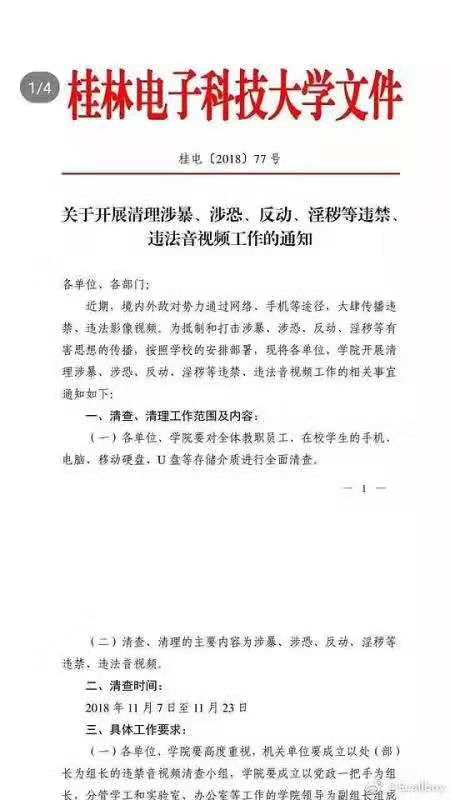 1/4
桂林电子科技大学文件
桂电〔2018〕77 号
关于开展清理涉暴、涉恐、反动、淫秽等违禁、
违法音视频工作的通知
各单位、各部门：
近期，境内外敌对势力通过网络、手机等途径，大肆传播违
禁、违法影像视频。为抵制和打击涉暴、涉恐、反动、淫秽等有
害思想的传播，按照学校的安排部署，现将各单位、学院开展清
理涉暴、涉恐、反动、淫秽等违禁、违法音视频工作的相关事宜
通知如下：
一、清查、清理工作范围及内容：
（一）各单位、学院要对全体教职员工，在校学生的手机、
电脑、移动硬盘、U 盘等存储介质进行全面清查。
— 1 —
（二）清查、清理的主要内容为涉暴、涉恐、反动、淫秽等
违禁、违法音视频。
二、清查时间：
2018 年 11 月 7 日至 11 月 23 日
三、具体工作要求：
（一）各单位、学院要高度重视，机关单位要成立以处（部）
长为组长的违禁音视频清查小组，学院要成立以党政一把手为组
长，分管学工和实验室、办公室等工作的学院领导为副组长组成